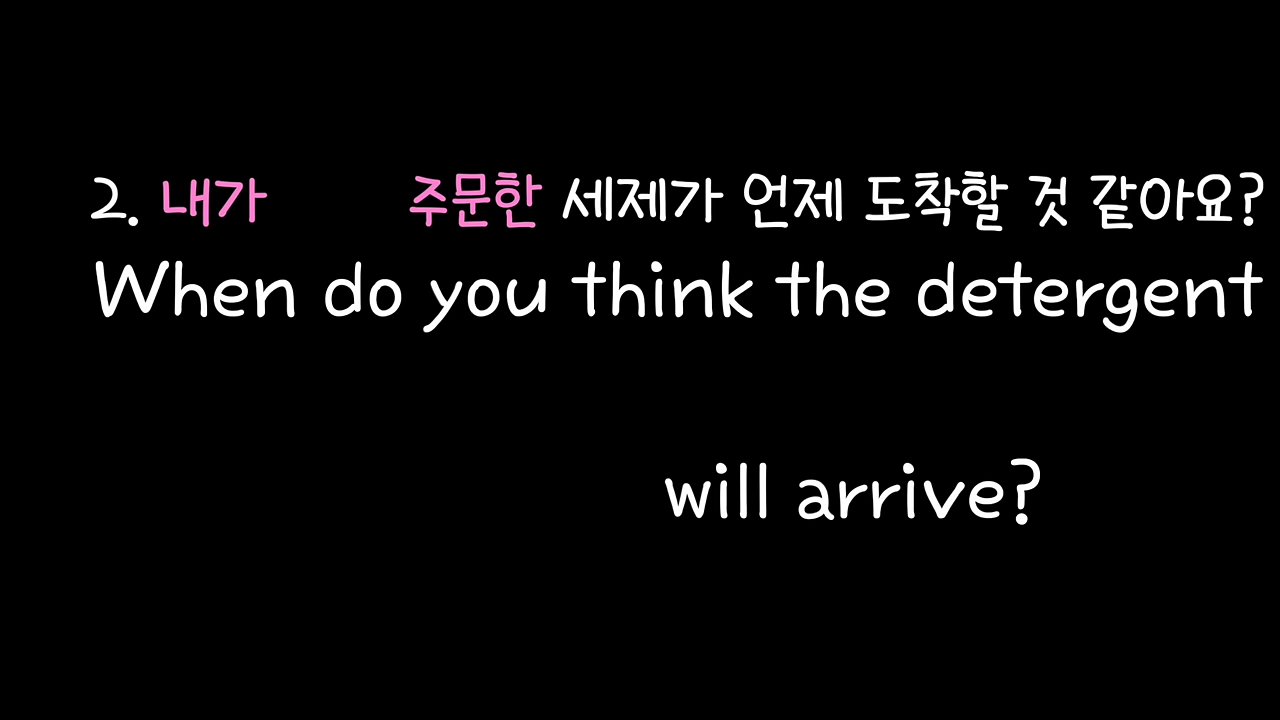 2. 내가 주문한 세제가 언제 도착할 것 같아요?
When do you think the detergent
will arrive?